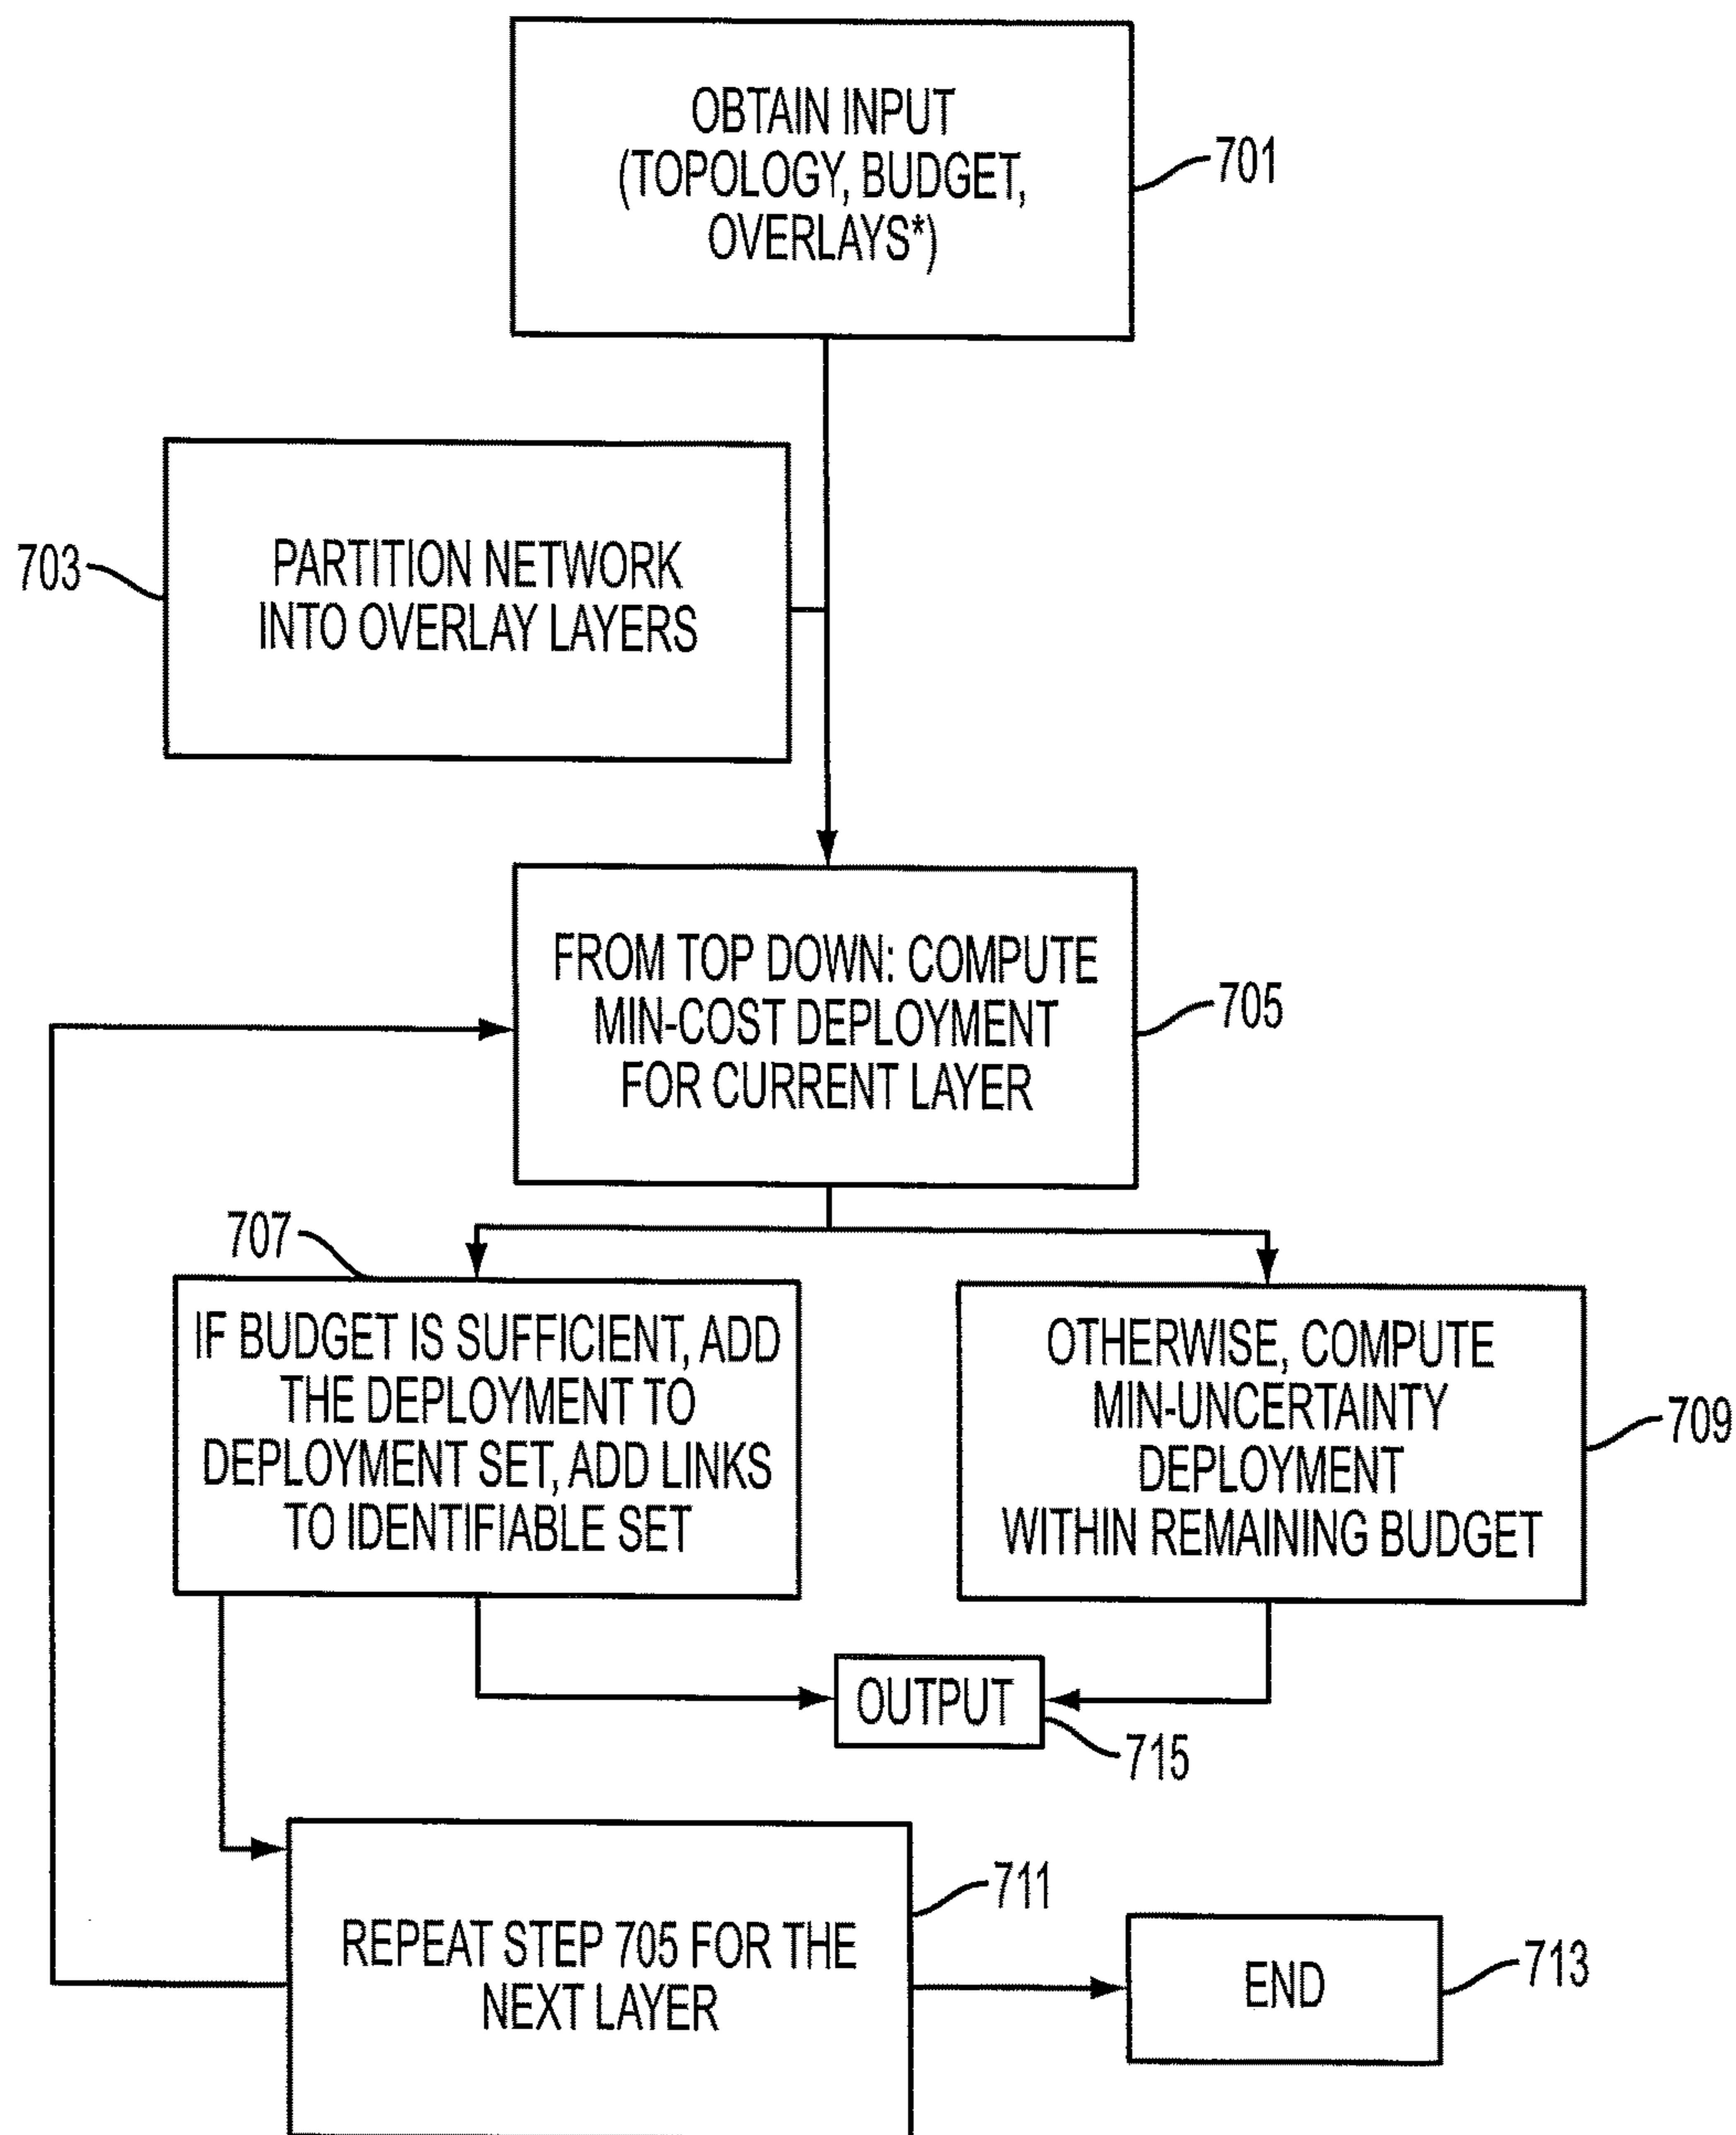 OBTAIN INPUT
(TOPOLOGY, BUDGET,
OVERLAYS*)
701
703
PARTITION NETWORK
INTO OVERLAY LAYERS
FROM TOP DOWN: COMPUTE
MIN-COST DEPLOYMENT
FOR CURRENT LAYER
705
707
IF BUDGET IS SUFFICIENT, ADD
THE DEPLOYMENT TO
DEPLOYMENT SET, ADD LINKS
TO IDENTIFIABLE SET
OTHERWISE, COMPUTE
MIN-UNCERTAINTY
DEPLOYMENT
WITHIN REMAINING BUDGET
709
OUTPUT
715
REPEAT STEP 705 FOR THE
NEXT LAYER
711
END
713